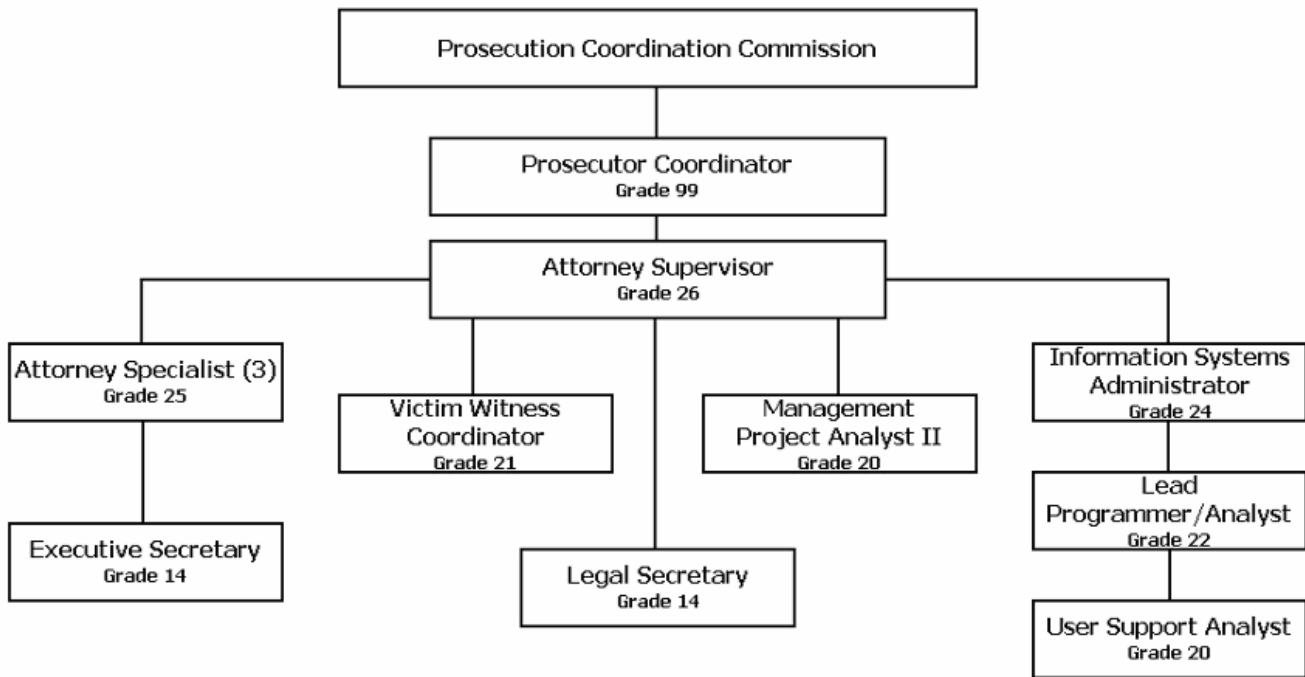 Prosecution Coordination Commission
Prosecutor Coordinator
Grade 99
Attorney Supervisor
Grade 26
Attorney Specialist (3)
Grade 25
Victim Witness
Coordinator
Grade 21
Management
Project Analyst II
Grade 20
Information Systems
Administrator
Grade 24
Executive Secretary
Grade 14
Legal Secretary
Grade 14
Lead
Programmer/Analyst
Grade 22
User Support Analyst
Grade 20